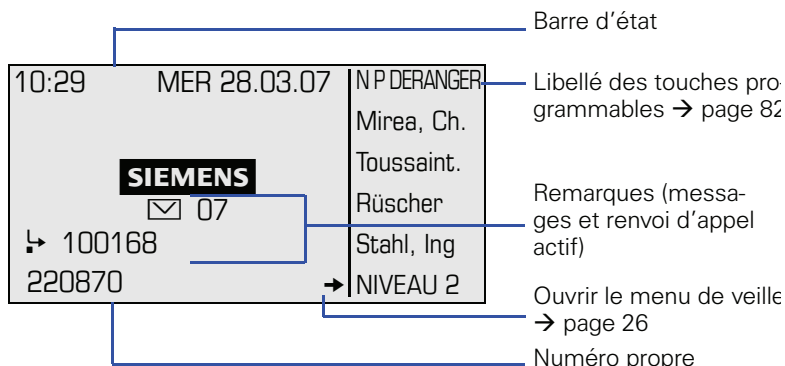 Barre d'état
10:29 MER 28.03.07 N P DERANGER
Libellé des touches pro-
grammables → page 82
Mirea, Ch.
Toussaint.
SIEMENS
07
Rüscher
Remarques (messa-
ges et renvoi d'appel
actif)
100168
Stahl, Ing
220870 → NIVEAU 2
Ouvrir le menu de veille
→ page 26
Numéro propre